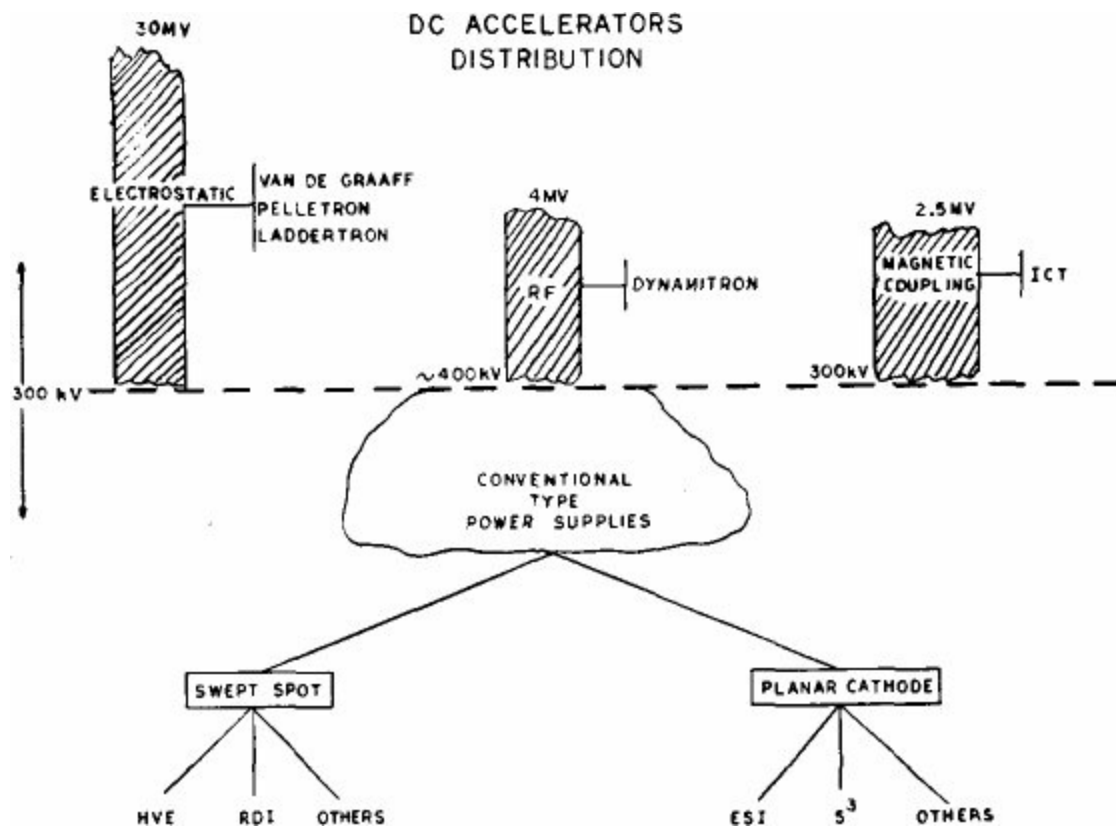 DC ACCELERATORS
DISTRIBUTION
30MV
ELECTROSTATIC
VAN DE GRAAFF
PELLETRON
LADDERTRON
4MV
RF
DYNAMITRON
2.5MV
MAGNETIC
COUPLING
ICT
300 kV
~400kV
300kV
CONVENTIONAL
TYPE
POWER SUPPLIES
SWEPT SPOT
PLANAR CATHODE
HVE RDI OTHERS
ESI S³ OTHERS